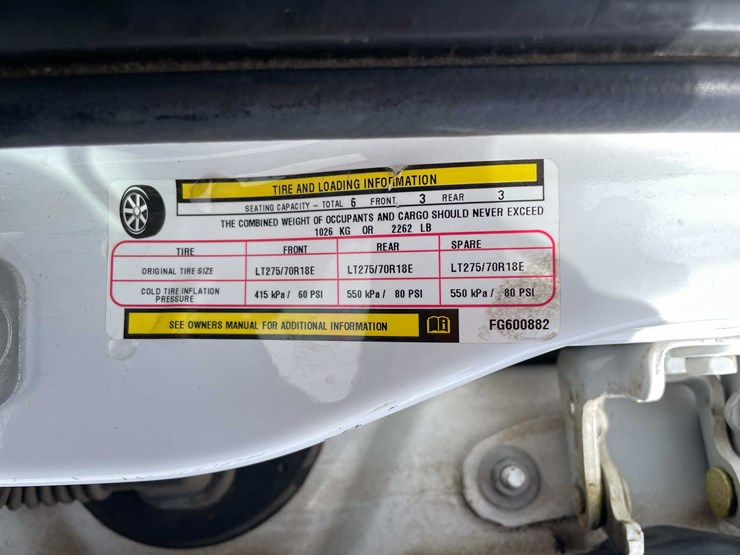 TIRE AND LOADING INFORMATION
SEATING CAPACITY - TOTAL 6 FRONT 3 REAR 3
THE COMBINED WEIGHT OF OCCUPANTS AND CARGO SHOULD NEVER EXCEED
1026 KG OR 2262 LB
TIRE FRONT REAR SPARE
ORIGINAL TIRE SIZE LT275/70R18E LT275/70R18E LT275/70R18E
COLD TIRE INFLATION PRESSURE 415 kPa / 60 PSI 550 kPa / 80 PSI 550 kPa / 80 PSI
SEE OWNERS MANUAL FOR ADDITIONAL INFORMATION FG600882